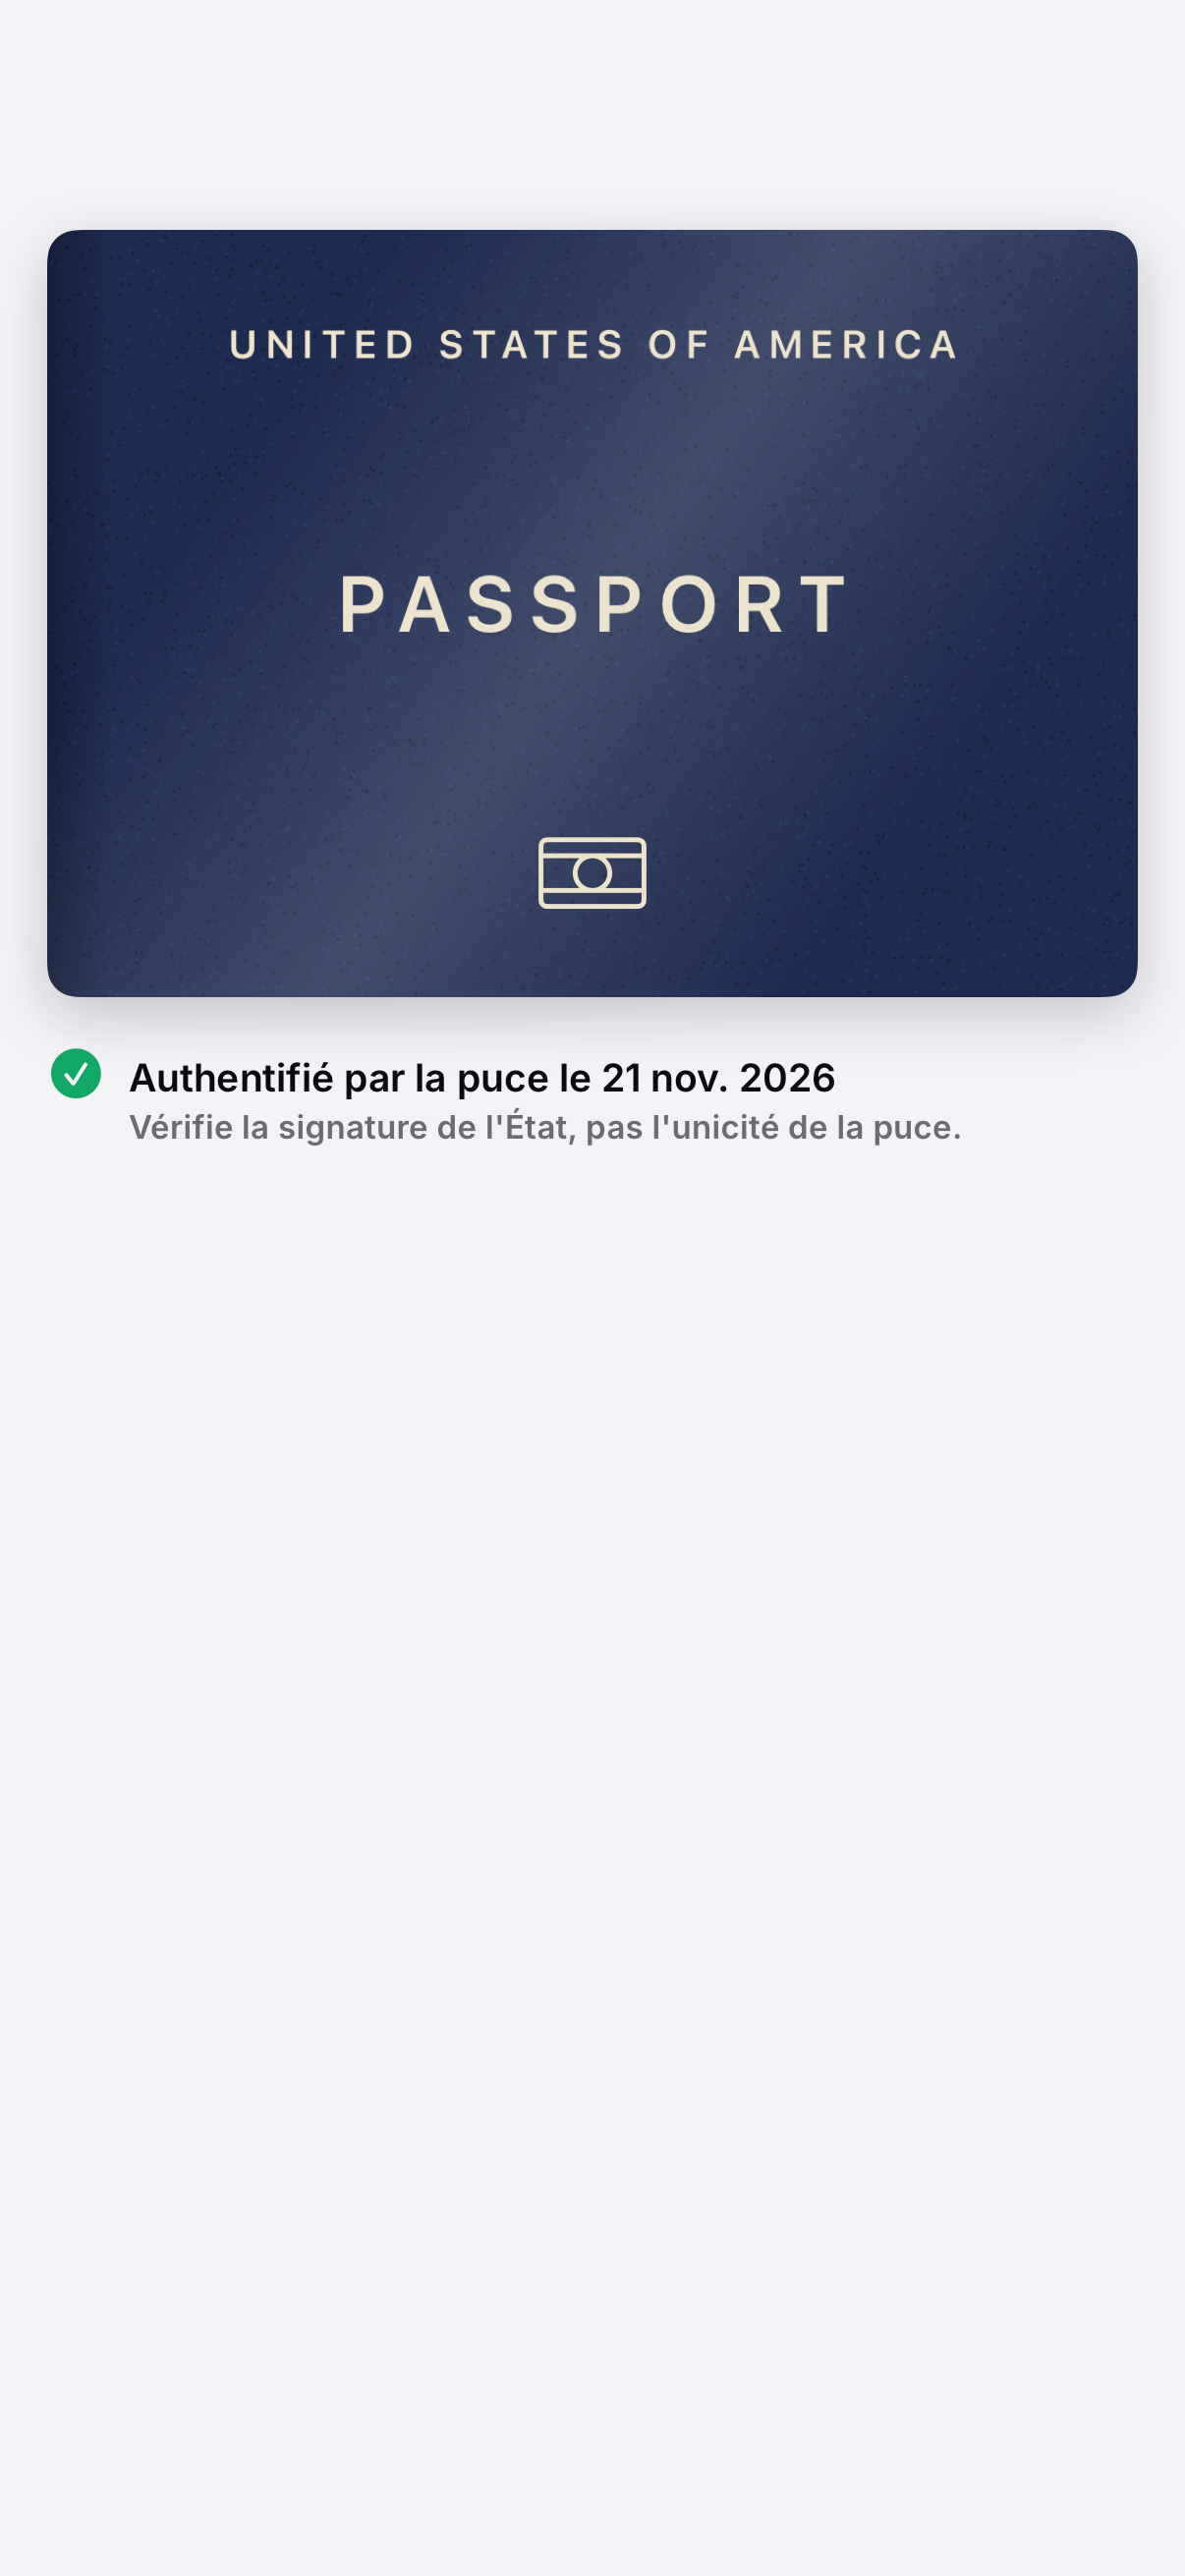 UNITED STATES OF AMERICA
PASSPORT
Authentifié par la puce le 21 nov. 2026
Vérifie la signature de l'État, pas l'unicité de la puce.